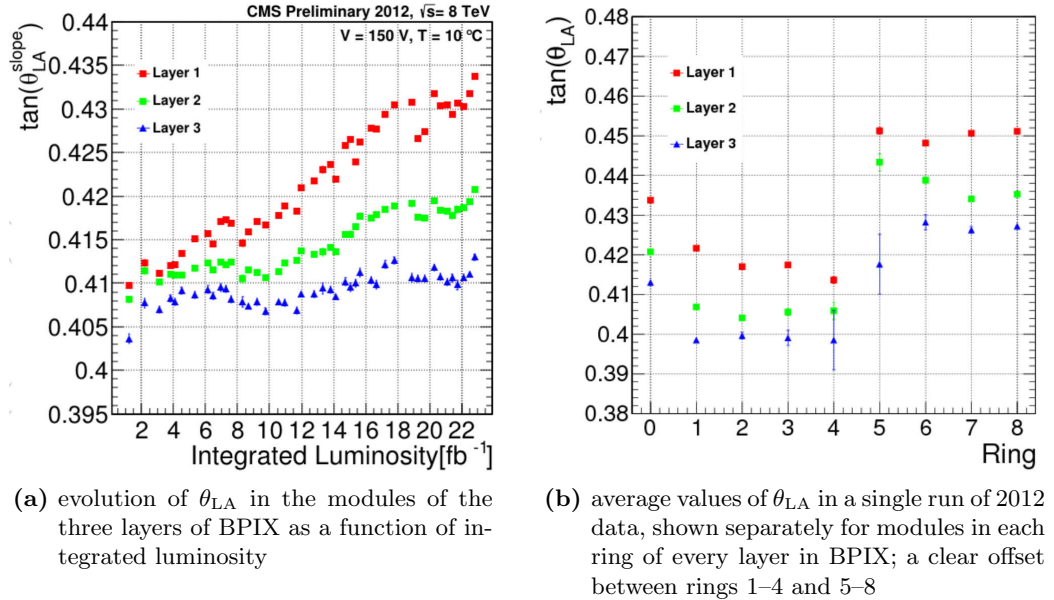 CMS Preliminary 2012, √s= 8 TeV
V = 150 V, T = 10 °C
tan(θ_LA^slope)
Layer 1
Layer 2
Layer 3
0.44
0.435
0.43
0.425
0.42
0.415
0.41
0.405
0.4
0.395
2 4 6 8 10 12 14 16 18 20 22
Integrated Luminosity[fb⁻¹]
tan(θ_LA)
Layer 1
Layer 2
Layer 3
0.48
0.47
0.46
0.45
0.44
0.43
0.42
0.41
0.4
0.39
0.38
0 1 2 3 4 5 6 7 8
Ring
(a) evolution of θ_LA in the modules of the
three layers of BPIX as a function of in-
tegrated luminosity
(b) average values of θ_LA in a single run of 2012
data, shown separately for modules in each
ring of every layer in BPIX; a clear offset
between rings 1–4 and 5–8